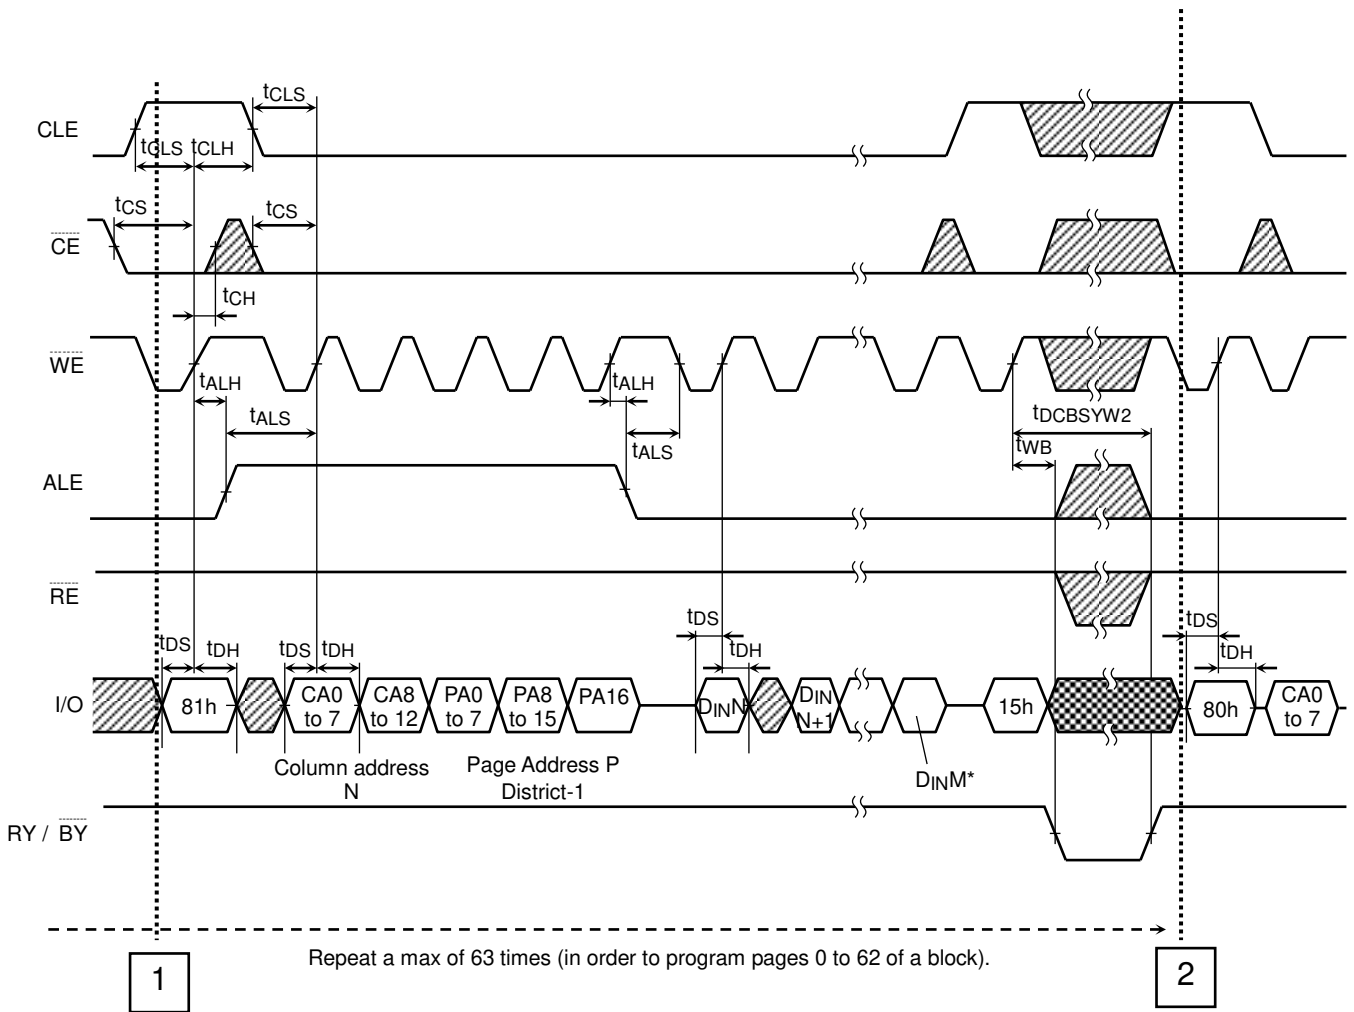 tCLS
CLE
tCLS tCLH
tCS tCS
CE
tCH
WE
tALH tALH
tDCBSYW2
tALS tALS
tWB
ALE
RE
tDS tDH tDS tDH tDS tDH tDS tDH
I/O
81h
CA0 to 7
CA8 to 12
PA0 to 7
PA8 to 15
PA16
DINN
DIN N+1
15h
80h
CA0 to 7
Column address
N
Page Address P
District-1
DINM*
RY / BY
Repeat a max of 63 times (in order to program pages 0 to 62 of a block).
1
2